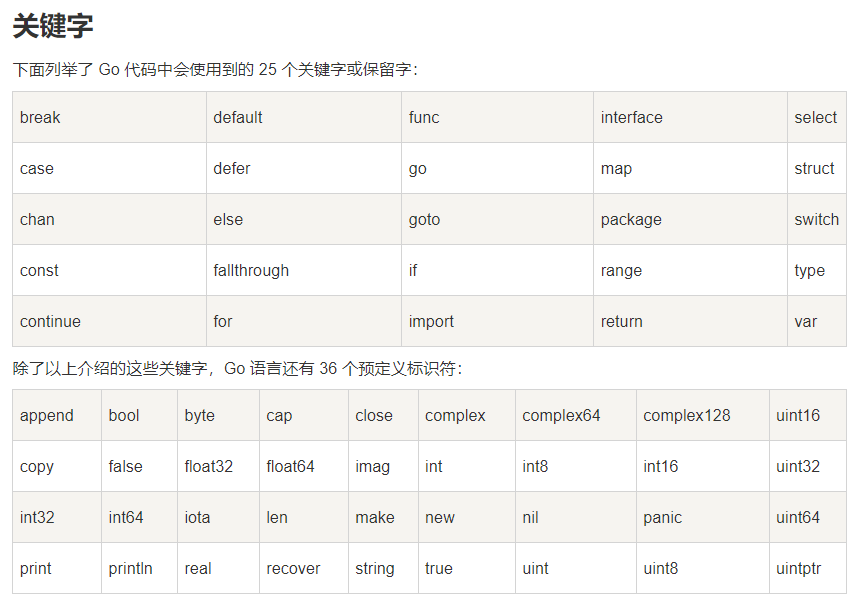 关键字
下面列举了 Go 代码中会使用到的 25 个关键字或保留字：
break default func interface select
case defer go map struct
chan else goto package switch
const fallthrough if range type
continue for import return var
除了以上介绍的这些关键字，Go 语言还有 36 个预定义标识符：
append bool byte cap close complex complex64 complex128 uint16
copy false float32 float64 imag int int8 int16 uint32
int32 int64 iota len make new nil panic uint64
print println real recover string true uint uint8 uintptr